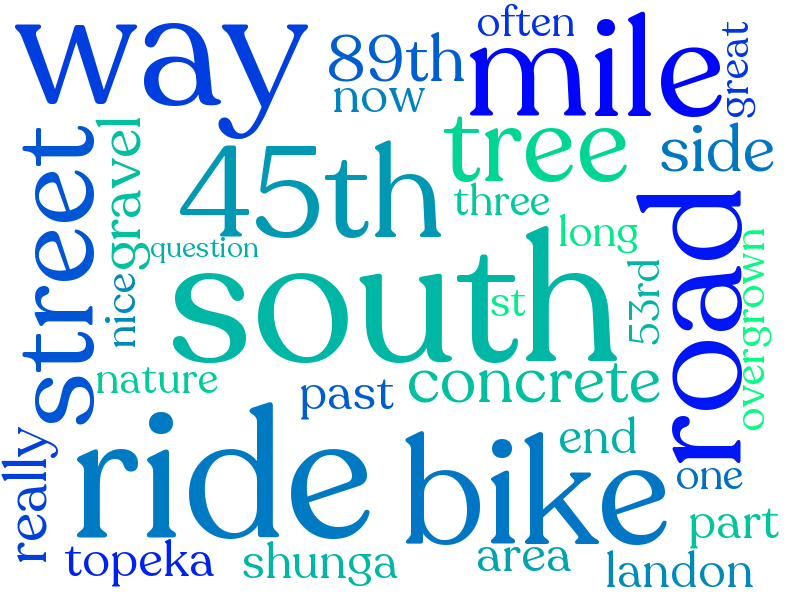 way
often
89th
mile
great
now
tree
side
street
gravel
45th
three
long
question
road
south
nice
st
53rd
overgrown
nature
past
concrete
ride
bike
end
really
one
part
topeka
shunga
area
landon